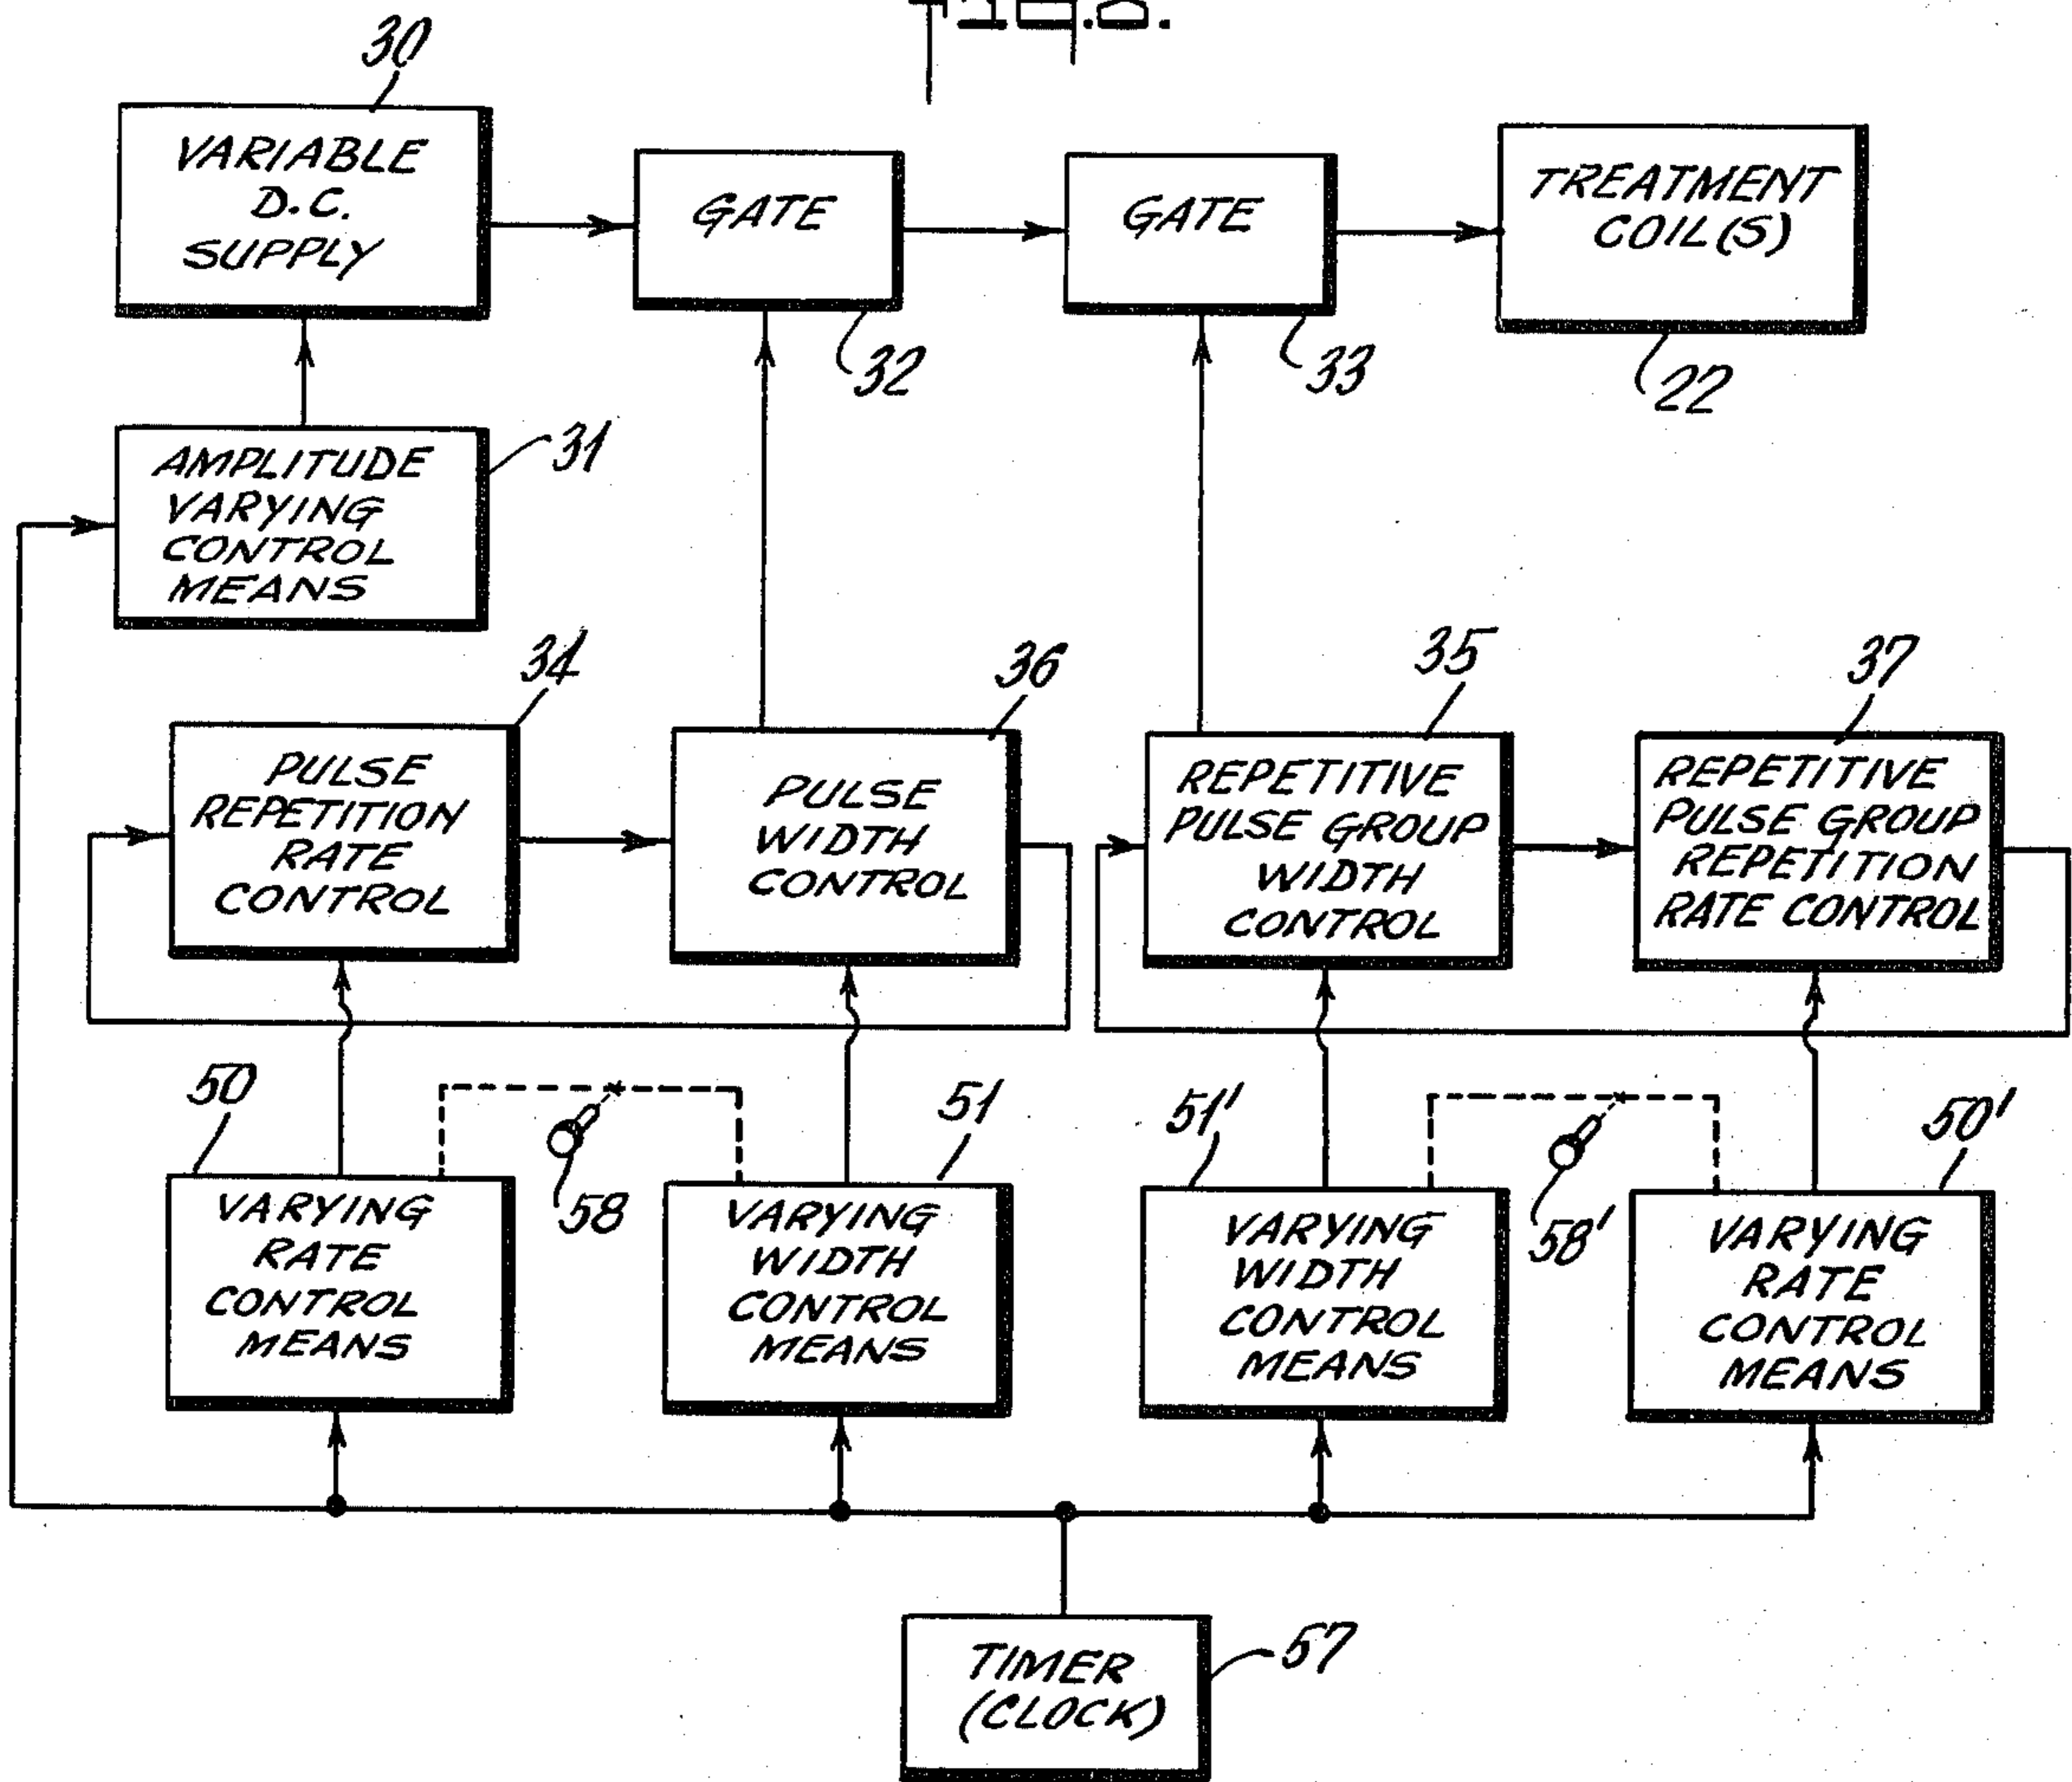 30
VARIABLE
D.C.
SUPPLY
GATE
GATE
TREATMENT
COIL(S)
32
33
22
31
AMPLITUDE
VARYING
CONTROL
MEANS
34
36
35
37
PULSE
REPETITION
RATE
CONTROL
PULSE
WIDTH
CONTROL
REPETITIVE
PULSE GROUP
WIDTH
CONTROL
REPETITIVE
PULSE GROUP
REPETITION
RATE CONTROL
50
58
51
51'
58'
50'
VARYING
RATE
CONTROL
MEANS
VARYING
WIDTH
CONTROL
MEANS
VARYING
WIDTH
CONTROL
MEANS
VARYING
RATE
CONTROL
MEANS
TIMER
(CLOCK)
57